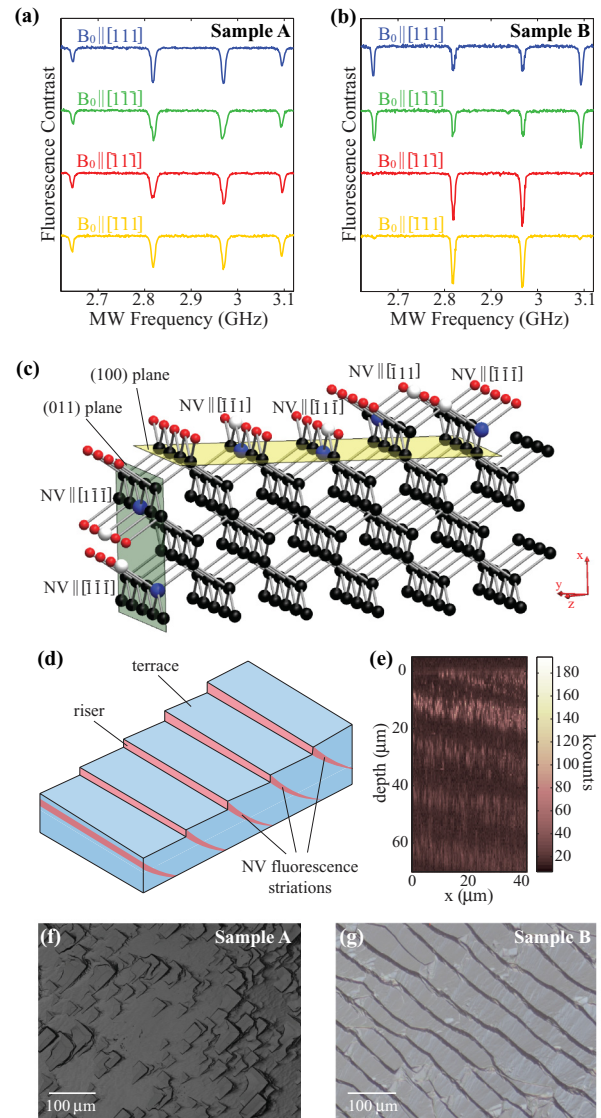 (a)
Sample A
B₀||[111]
B₀||[11̄1̄]
B₀||[1̄11̄]
B₀||[1̄1̄1]
Fluorescence Contrast
2.7 2.8 2.9 3 3.1
MW Frequency (GHz)
(b)
Sample B
B₀||[111]
B₀||[11̄1̄]
B₀||[1̄11̄]
B₀||[1̄1̄1]
Fluorescence Contrast
2.7 2.8 2.9 3 3.1
MW Frequency (GHz)
(c)
(100) plane
(011) plane
NV||[1̄1̄1]
NV||[1̄11̄]
NV||[1̄11]
NV||[1̄1̄1̄]
NV||[11̄1̄]
NV||[1̄1̄1̄]
x
y
z
(d)
terrace
riser
NV fluorescence
striations
(e)
0
20
40
60
depth (μm)
0 20 40
x (μm)
180
160
140
120
100
80
60
40
20
kcounts
(f)
Sample A
100 μm
(g)
Sample B
100 μm